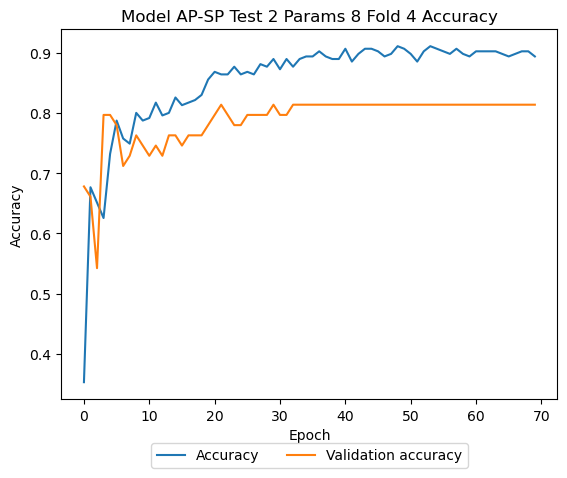 Model AP-SP Test 2 Params 8 Fold 4 Accuracy
Accuracy
0.9
0.8
0.7
0.6
0.5
0.4
0 10 20 30 40 50 60 70
Epoch
Accuracy Validation accuracy